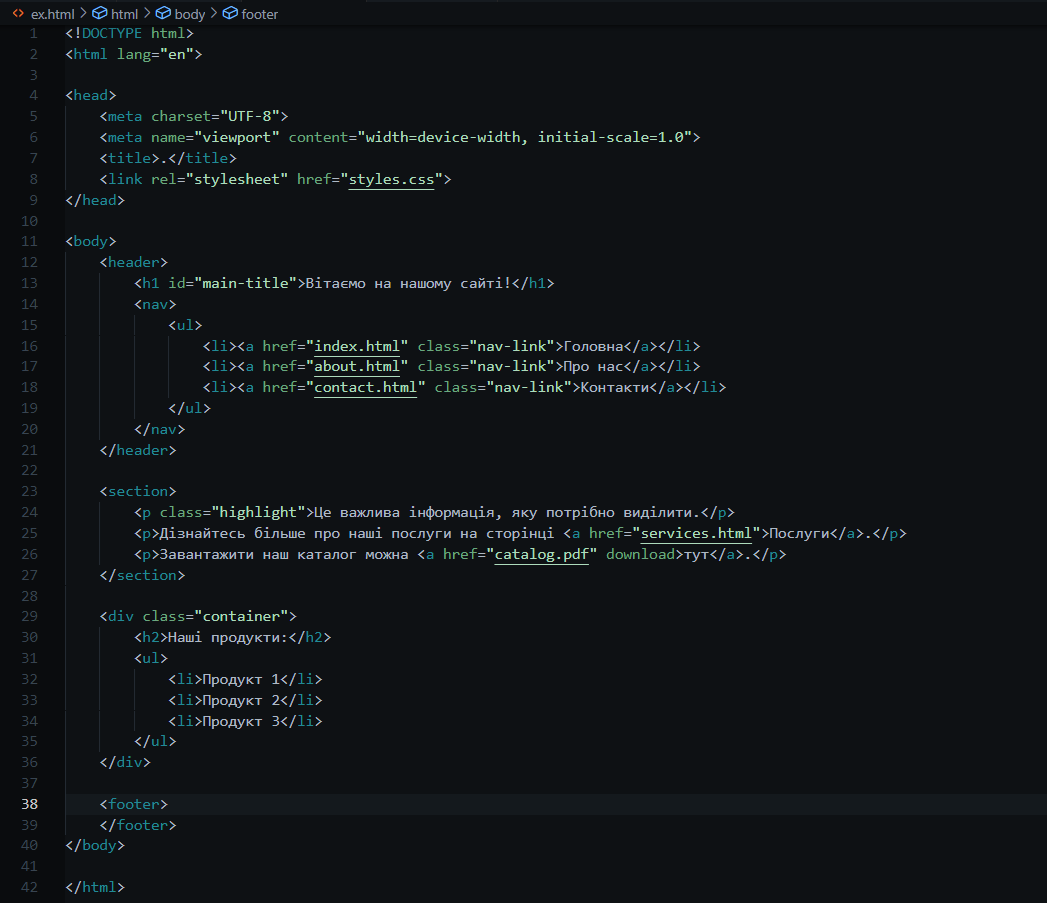 ex.html > html > body > footer
1 <!DOCTYPE html>
2 <html lang="en">
3
4 <head>
5     <meta charset="UTF-8">
6     <meta name="viewport" content="width=device-width, initial-scale=1.0">
7     <title>.</title>
8     <link rel="stylesheet" href="styles.css">
9 </head>
10
11 <body>
12     <header>
13         <h1 id="main-title">Вітаємо на нашому сайті!</h1>
14         <nav>
15             <ul>
16                 <li><a href="index.html" class="nav-link">Головна</a></li>
17                 <li><a href="about.html" class="nav-link">Про нас</a></li>
18                 <li><a href="contact.html" class="nav-link">Контакти</a></li>
19             </ul>
20         </nav>
21     </header>
22
23     <section>
24         <p class="highlight">Це важлива інформація, яку потрібно виділити.</p>
25         <p>Дізнайтесь більше про наші послуги на сторінці <a href="services.html">Послуги</a>.</p>
26         <p>Завантажити наш каталог можна <a href="catalog.pdf" download>тут</a>.</p>
27     </section>
28
29     <div class="container">
30         <h2>Наші продукти:</h2>
31         <ul>
32             <li>Продукт 1</li>
33             <li>Продукт 2</li>
34             <li>Продукт 3</li>
35         </ul>
36     </div>
37
38     <footer>
39     </footer>
40 </body>
41
42 </html>